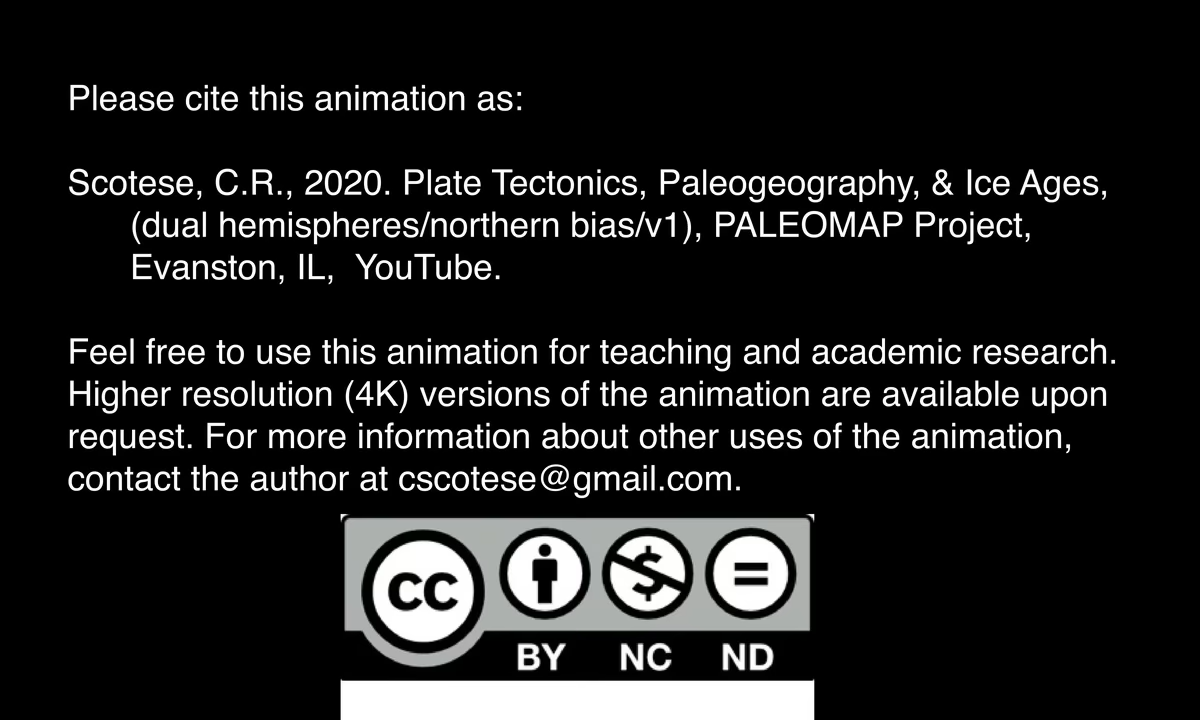 Please cite this animation as:
Scotese, C.R., 2020. Plate Tectonics, Paleogeography, & Ice Ages,
(dual hemispheres/northern bias/v1), PALEOMAP Project,
Evanston, IL,  YouTube.
Feel free to use this animation for teaching and academic research.
Higher resolution (4K) versions of the animation are available upon
request. For more information about other uses of the animation,
contact the author at cscotese@gmail.com.
CC $ =
BY NC ND